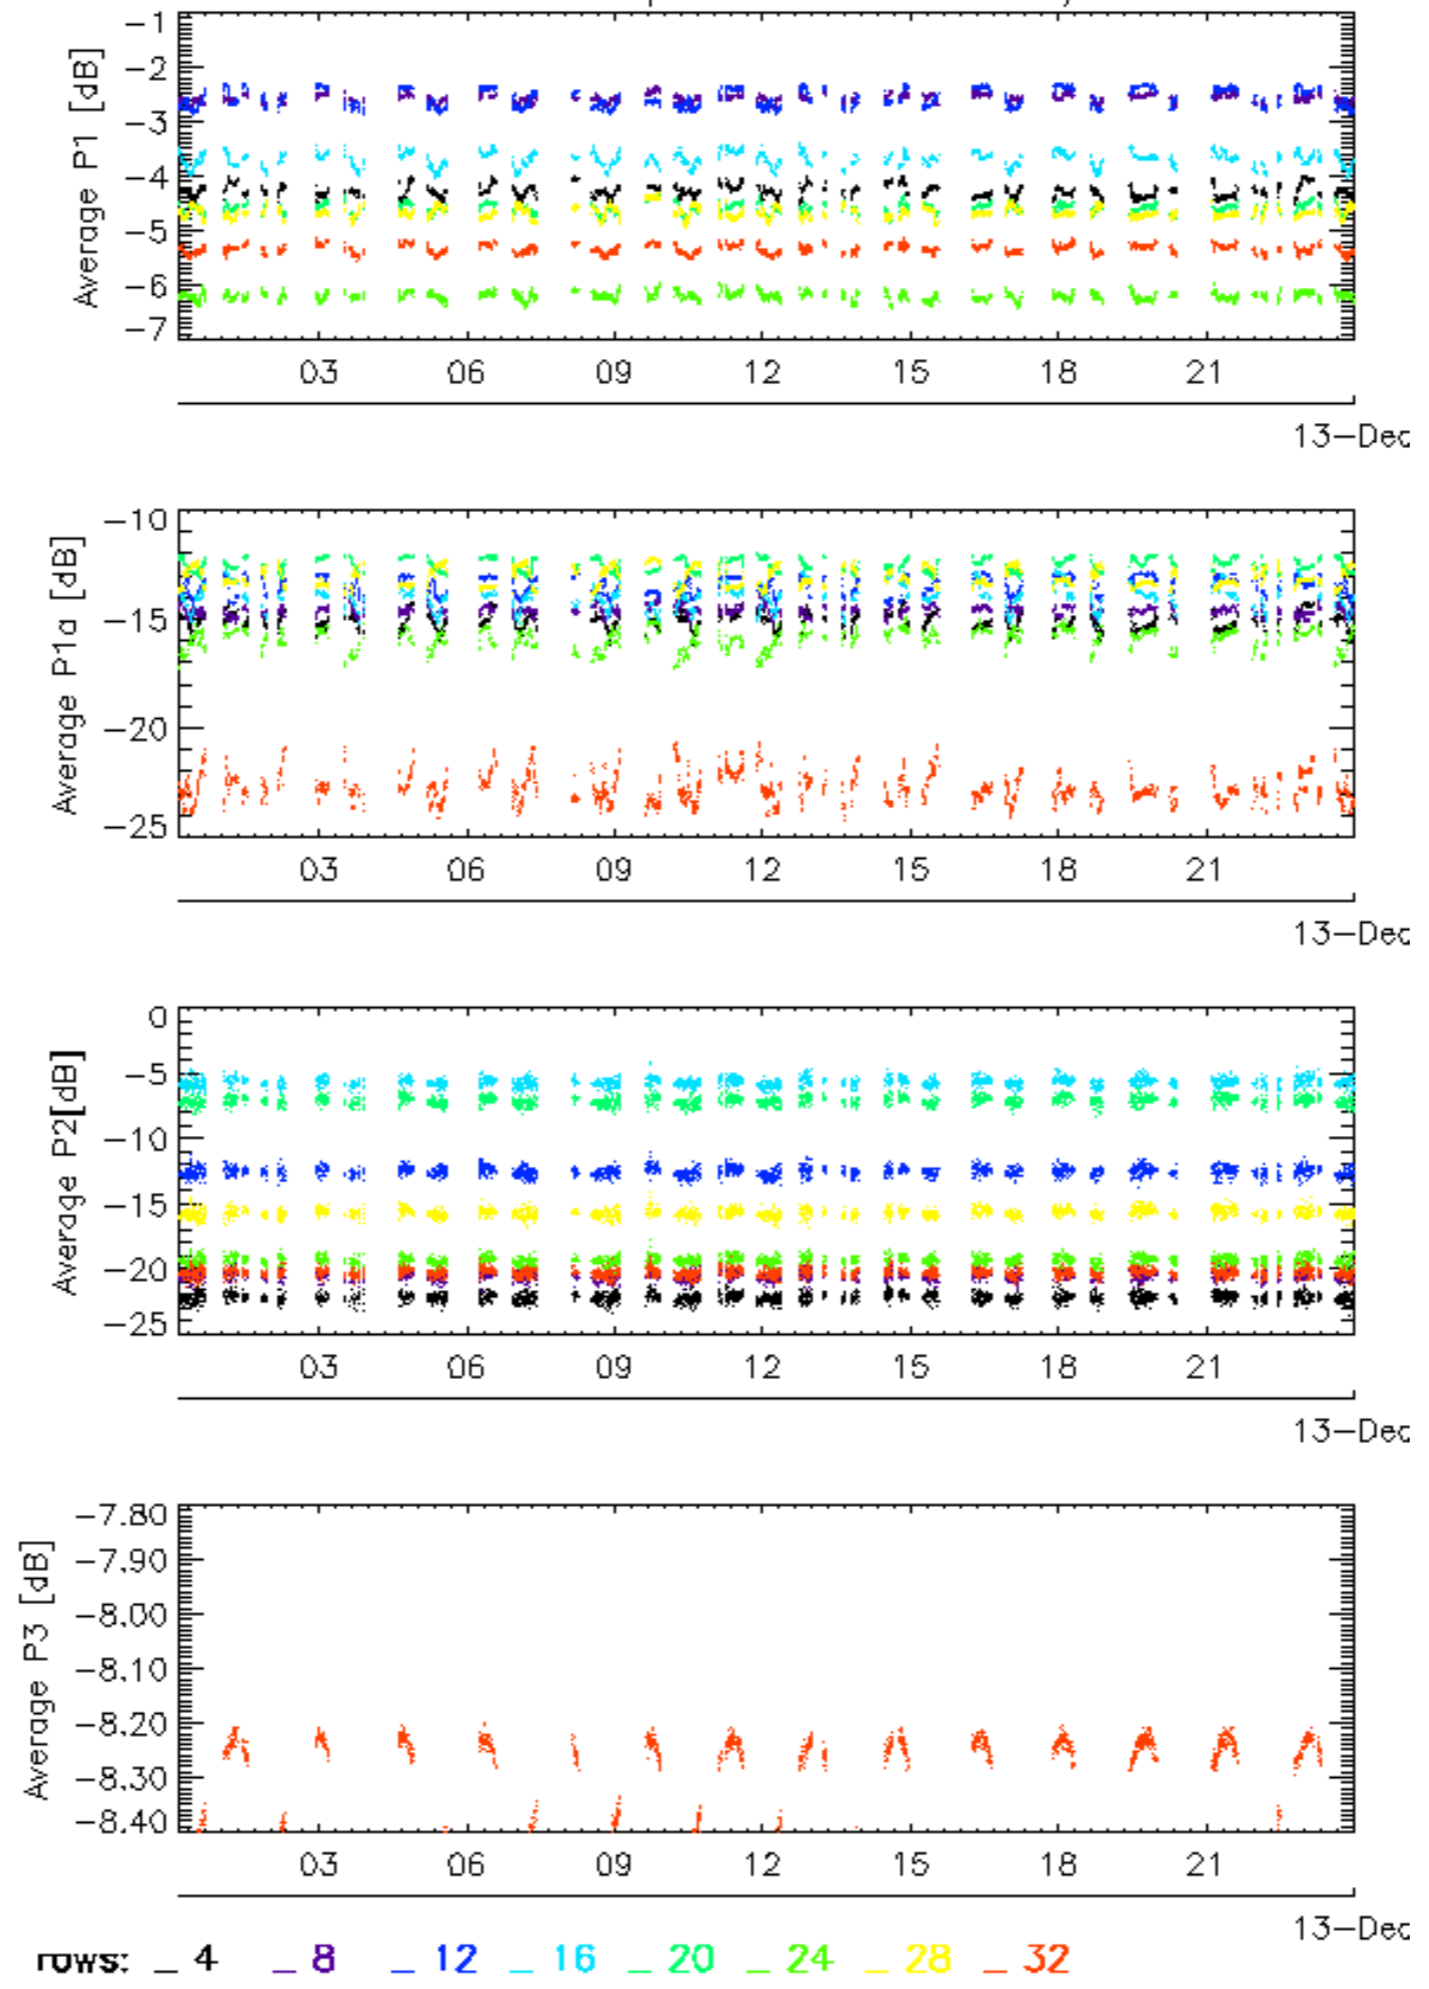 Average P1 [dB]
-1
-2
-3
-4
-5
-6
-7
03 06 09 12 15 18 21
13-Dec
Average P1a [dB]
-10
-15
-20
-25
03 06 09 12 15 18 21
13-Dec
Average P2[dB]
0
-5
-10
-15
-20
-25
03 06 09 12 15 18 21
13-Dec
Average P3 [dB]
-7.80
-7.90
-8.00
-8.10
-8.20
-8.30
-8.40
03 06 09 12 15 18 21
13-Dec
rows: _ 4 _ 8 _ 12 _ 16 _ 20 _ 24 _ 28 _ 32